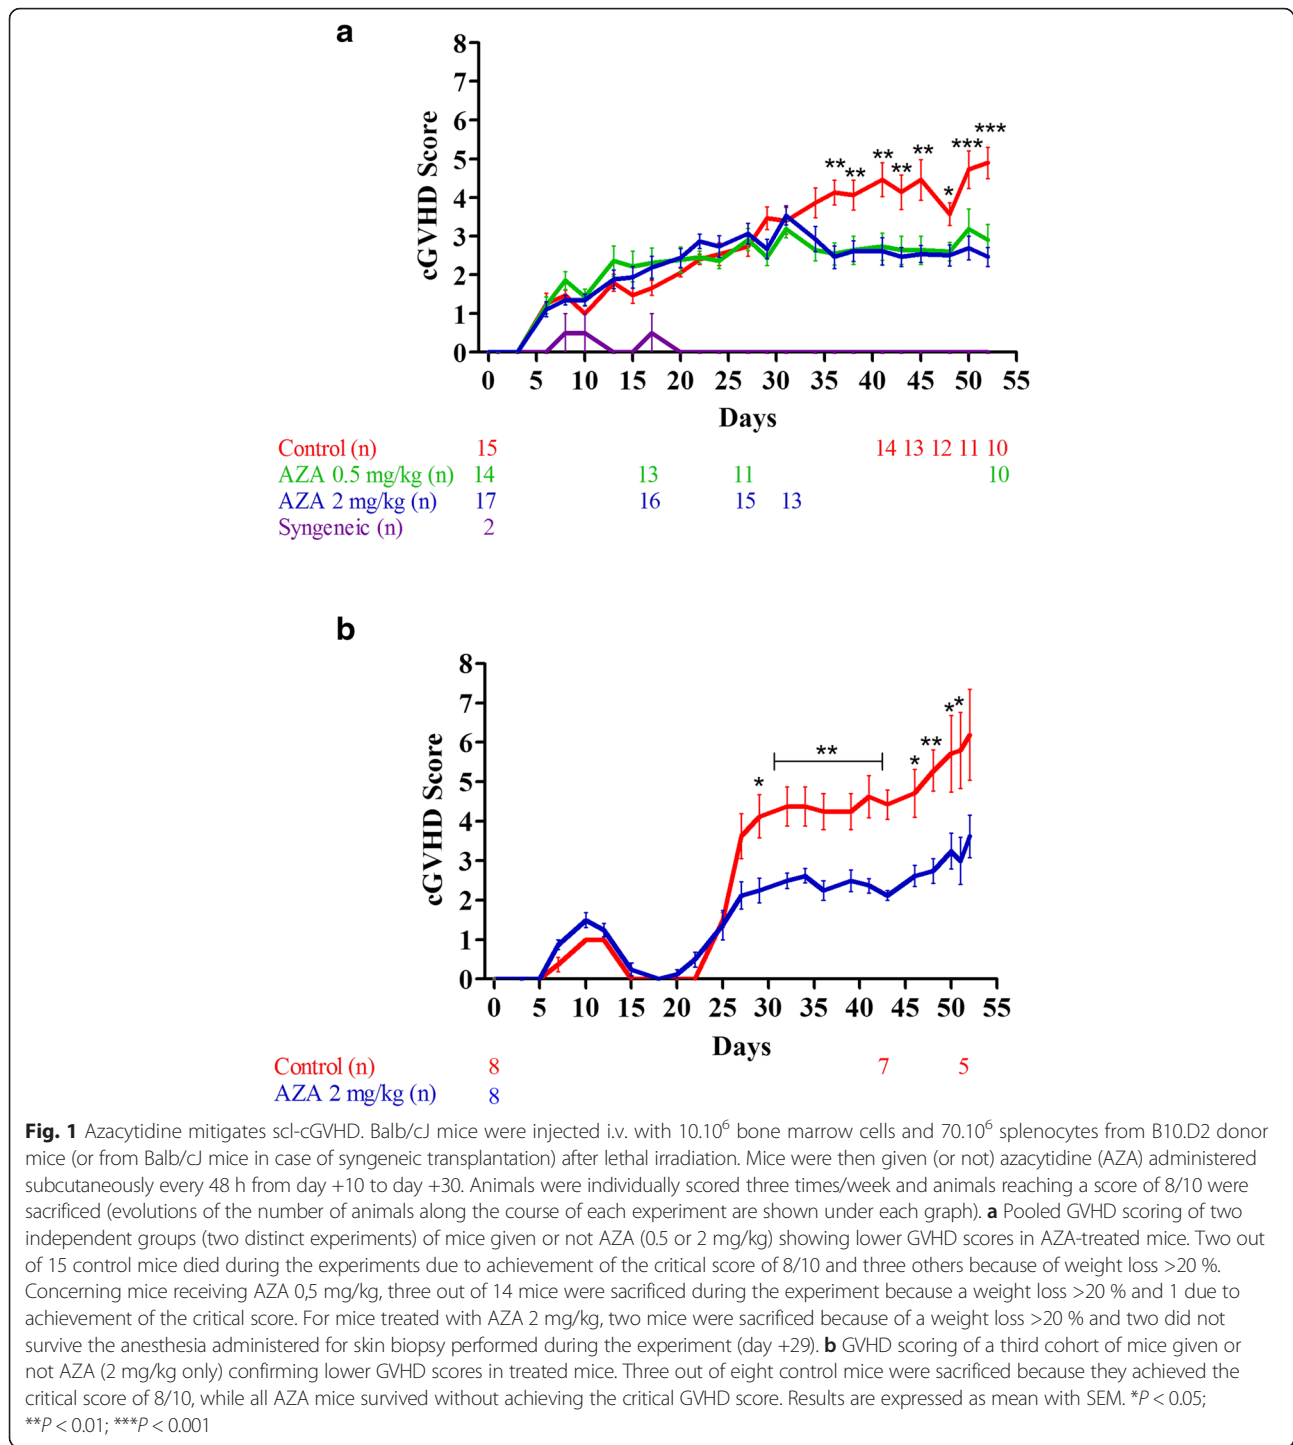 a
8
7
6
5
4
3
2
1
0
cGVHD Score
** ** ** ** ** * *** ***
0 5 10 15 20 25 30 35 40 45 50 55
Days
Control (n) 15 14 13 12 11 10
AZA 0.5 mg/kg (n) 14 13 11 10
AZA 2 mg/kg (n) 17 16 15 13
Syngeneic (n) 2
b
8
7
6
5
4
3
2
1
0
cGVHD Score
* ** * ** * *
0 5 10 15 20 25 30 35 40 45 50 55
Days
Control (n) 8 7 5
AZA 2 mg/kg (n) 8
Fig. 1 Azacytidine mitigates scl-cGVHD. Balb/cJ mice were injected i.v. with 10.10⁶ bone marrow cells and 70.10⁶ splenocytes from B10.D2 donor
mice (or from Balb/cJ mice in case of syngeneic transplantation) after lethal irradiation. Mice were then given (or not) azacytidine (AZA) administered
subcutaneously every 48 h from day +10 to day +30. Animals were individually scored three times/week and animals reaching a score of 8/10 were
sacrificed (evolutions of the number of animals along the course of each experiment are shown under each graph). a Pooled GVHD scoring of two
independent groups (two distinct experiments) of mice given or not AZA (0.5 or 2 mg/kg) showing lower GVHD scores in AZA-treated mice. Two out
of 15 control mice died during the experiments due to achievement of the critical score of 8/10 and three others because of weight loss >20 %.
Concerning mice receiving AZA 0,5 mg/kg, three out of 14 mice were sacrificed during the experiment because a weight loss >20 % and 1 due to
achievement of the critical score. For mice treated with AZA 2 mg/kg, two mice were sacrificed because of a weight loss >20 % and two did not
survive the anesthesia administered for skin biopsy performed during the experiment (day +29). b GVHD scoring of a third cohort of mice given or
not AZA (2 mg/kg only) confirming lower GVHD scores in treated mice. Three out of eight control mice were sacrificed because they achieved the
critical score of 8/10, while all AZA mice survived without achieving the critical GVHD score. Results are expressed as mean with SEM. *P < 0.05;
**P < 0.01; ***P < 0.001